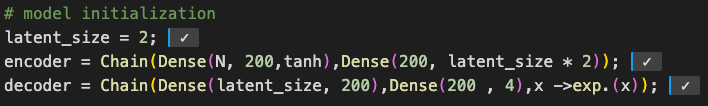 # model initialization
latent_size = 2; ✓
encoder = Chain(Dense(N, 200,tanh),Dense(200, latent_size * 2)); ✓
decoder = Chain(Dense(latent_size, 200),Dense(200 , 4),x ->exp.(x)); ✓